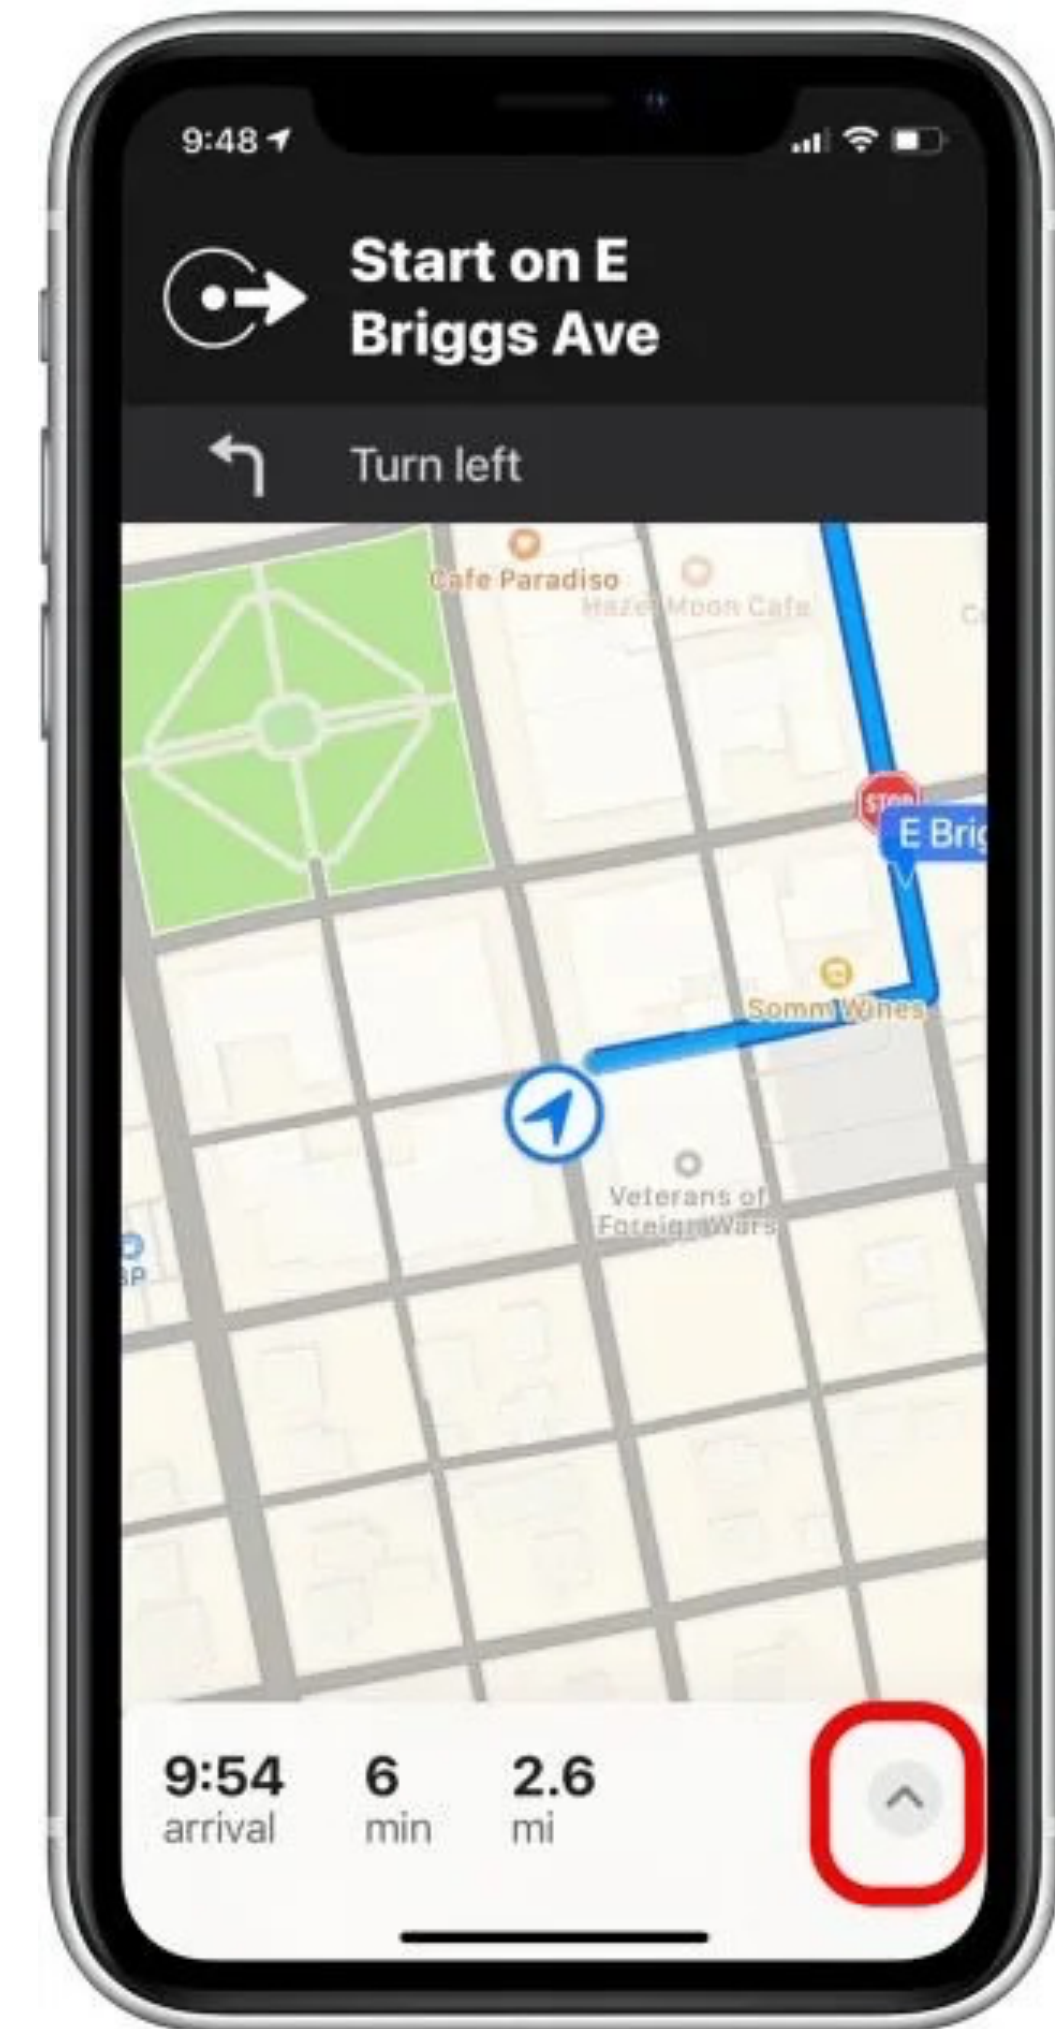 9:48
Start on E
Briggs Ave
Turn left
Cafe Paradiso
Hazel Moon Cafe
STOP
E Brig
Somm Wines
Veterans of
Foreign Wars
BP
9:54 6 2.6
arrival min mi